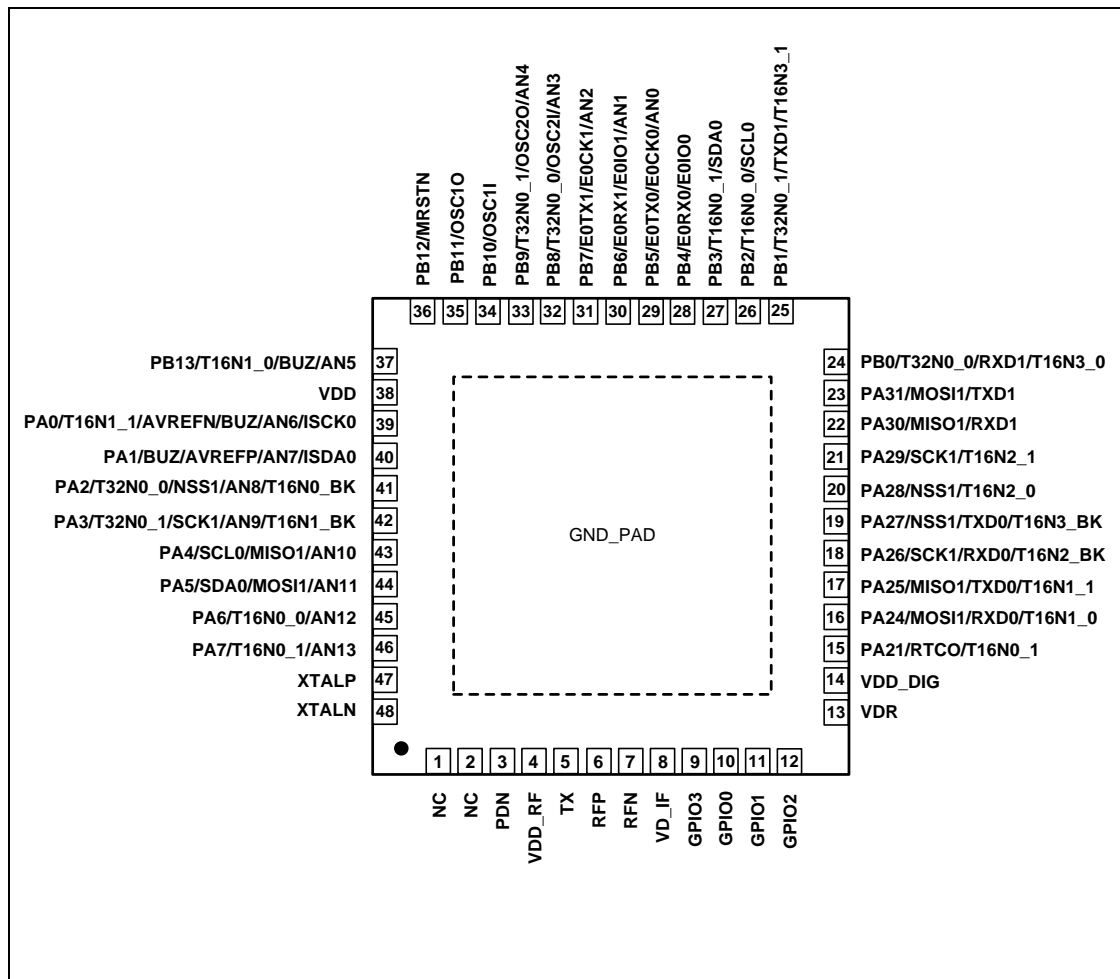 PB12/MRSTN
PB11/OSC1O
PB10/OSC1I
PB9/T32N0_1/OSC2O/AN4
PB8/T32N0_0/OSC2I/AN3
PB7/E0TX1/E0CK1/AN2
PB6/E0RX1/E0IO1/AN1
PB5/E0TX0/E0CK0/AN0
PB4/E0RX0/E0IO0
PB3/T16N0_1/SDA0
PB2/T16N0_0/SCL0
PB1/T32N0_1/TXD1/T16N3_1
36 35 34 33 32 31 30 29 28 27 26 25
PB13/T16N1_0/BUZ/AN5 37
VDD 38
PA0/T16N1_1/AVREFN/BUZ/AN6/ISCK0 39
PA1/BUZ/AVREFP/AN7/ISDA0 40
PA2/T32N0_0/NSS1/AN8/T16N0_BK 41
PA3/T32N0_1/SCK1/AN9/T16N1_BK 42
PA4/SCL0/MISO1/AN10 43
PA5/SDA0/MOSI1/AN11 44
PA6/T16N0_0/AN12 45
PA7/T16N0_1/AN13 46
XTALP 47
XTALN 48
GND_PAD
24 PB0/T32N0_0/RXD1/T16N3_0
23 PA31/MOSI1/TXD1
22 PA30/MISO1/RXD1
21 PA29/SCK1/T16N2_1
20 PA28/NSS1/T16N2_0
19 PA27/NSS1/TXD0/T16N3_BK
18 PA26/SCK1/RXD0/T16N2_BK
17 PA25/MISO1/TXD0/T16N1_1
16 PA24/MOSI1/RXD0/T16N1_0
15 PA21/RTCO/T16N0_1
14 VDD_DIG
13 VDR
1 2 3 4 5 6 7 8 9 10 11 12
NC
NC
PDN
VDD_RF
TX
RFP
RFN
VD_IF
GPIO3
GPIO0
GPIO1
GPIO2